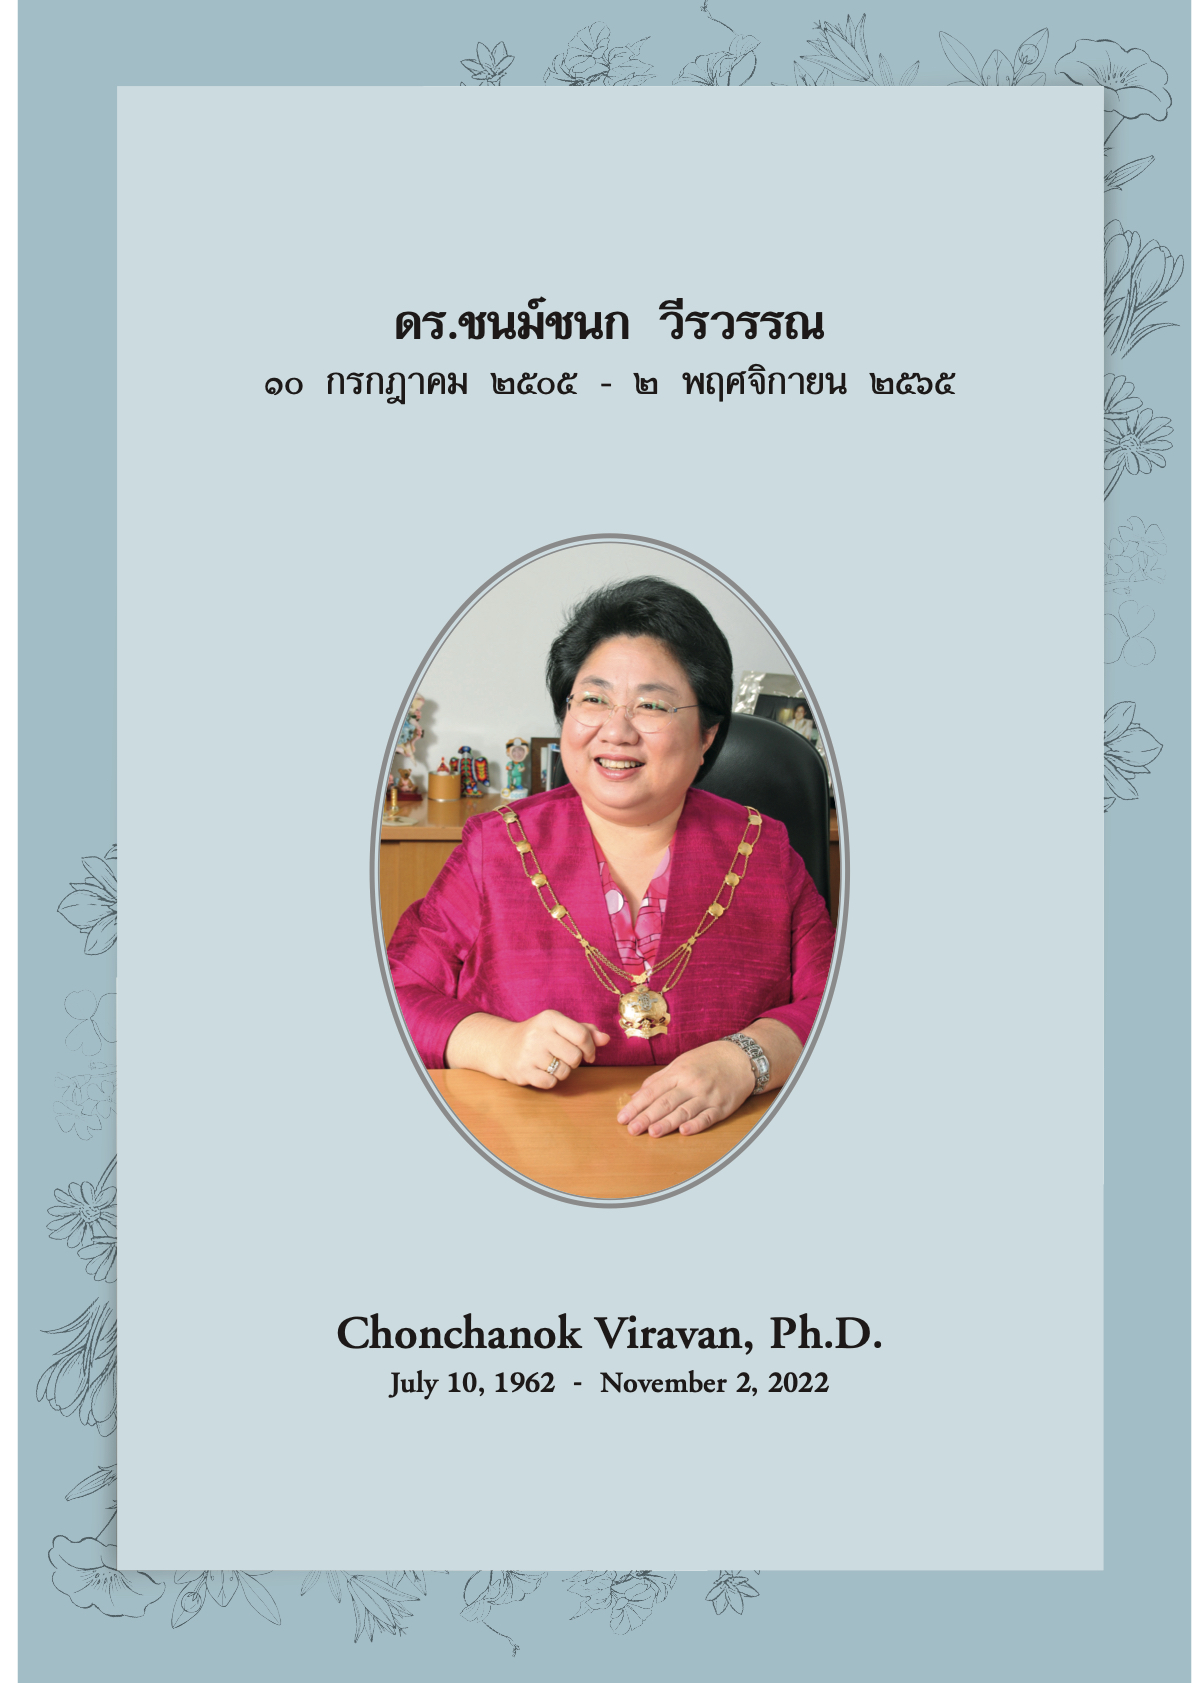 ดร.ชนม์ชนก วีรวรรณ
๑๐ กรกฎาคม ๒๕๐๕ - ๒ พฤศจิกายน ๒๕๖๕
Chonchanok Viravan, Ph.D.
July 10, 1962 - November 2, 2022